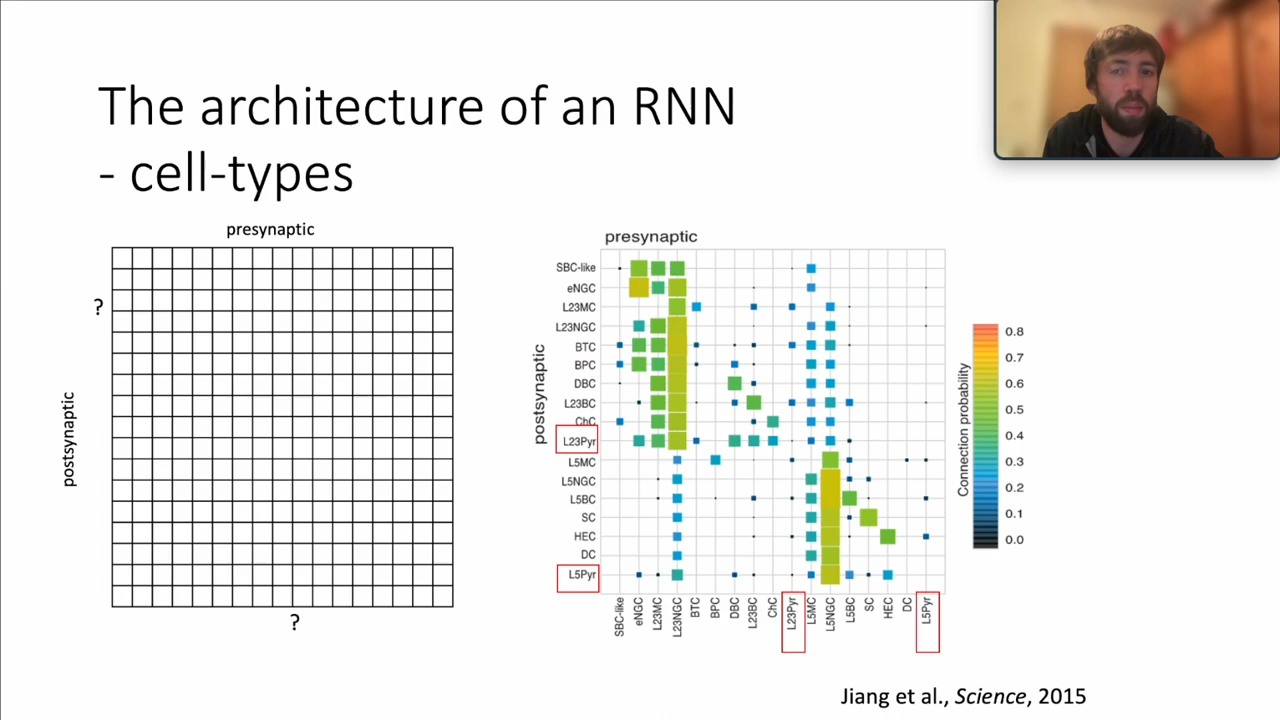 The architecture of an RNN
- cell-types
presynaptic
?
postsynaptic
?
presynaptic
postsynaptic
SBC-like
eNGC
L23MC
L23NGC
BTC
BPC
DBC
L23BC
ChC
L23Pyr
L5MC
L5NGC
L5BC
SC
HEC
DC
L5Pyr
SBC-like
eNGC
L23MC
L23NGC
BTC
BPC
DBC
L23BC
ChC
L23Pyr
L5MC
L5NGC
L5BC
SC
HEC
DC
L5Pyr
Connection probability
0.8
0.7
0.6
0.5
0.4
0.3
0.2
0.1
0.0
Jiang et al., Science, 2015